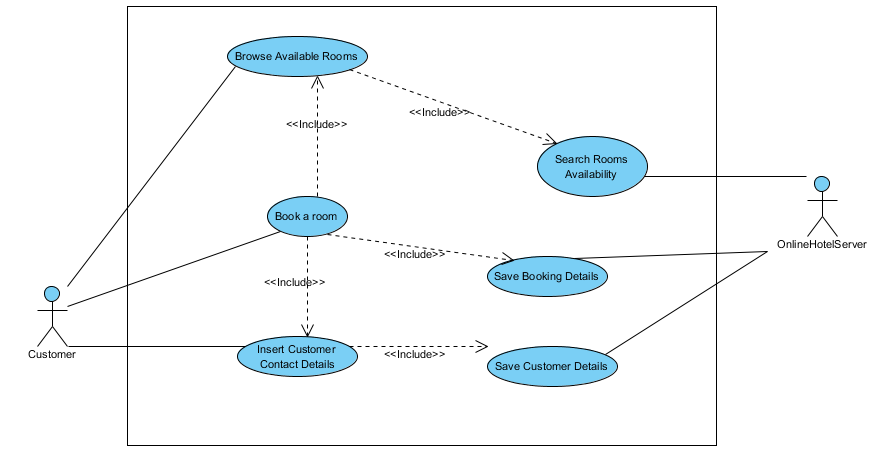 Browse Available Rooms
<<Include>>
<<Include>>
Search Rooms
Availability
Book a room
OnlineHotelServer
<<Include>>
Save Booking Details
<<Include>>
Customer
Insert Customer
Contact Details
<<Include>>
Save Customer Details